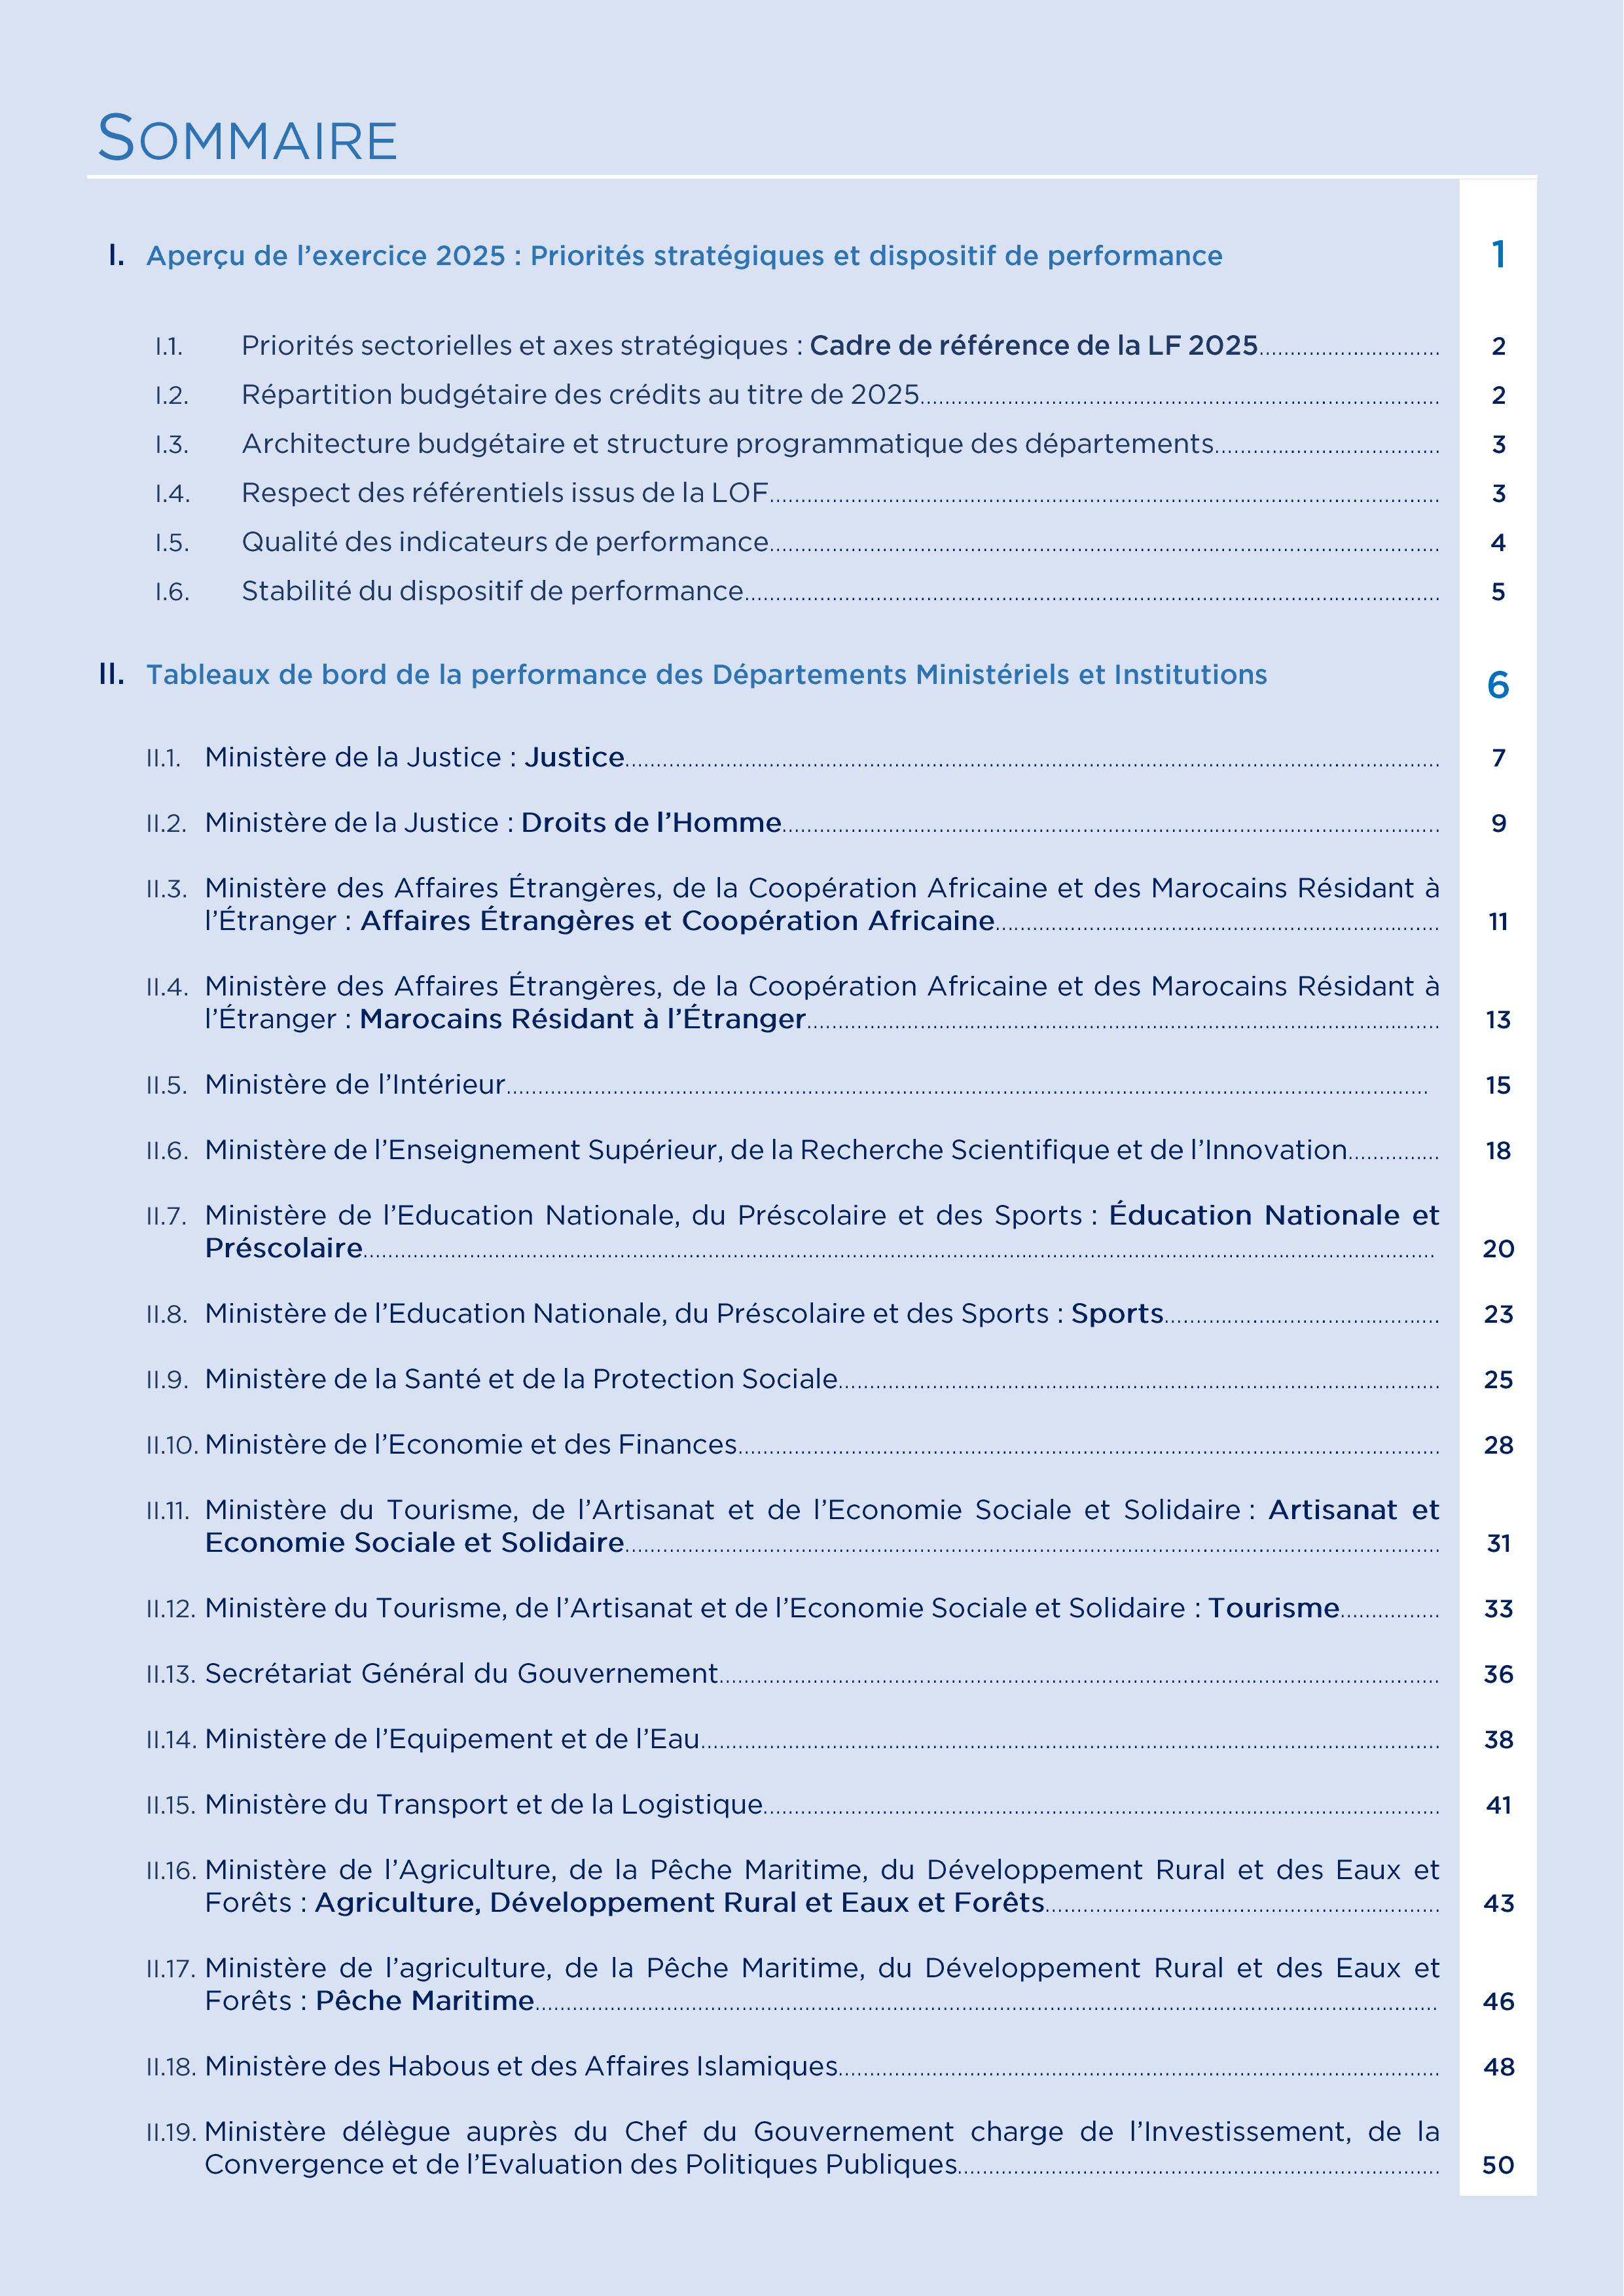 SOMMAIRE
I. Aperçu de l’exercice 2025 : Priorités stratégiques et dispositif de performance 1
I.1. Priorités sectorielles et axes stratégiques : Cadre de référence de la LF 2025 2
I.2. Répartition budgétaire des crédits au titre de 2025 2
I.3. Architecture budgétaire et structure programmatique des départements 3
I.4. Respect des référentiels issus de la LOF 3
I.5. Qualité des indicateurs de performance 4
I.6. Stabilité du dispositif de performance 5
II. Tableaux de bord de la performance des Départements Ministériels et Institutions 6
II.1. Ministère de la Justice : Justice 7
II.2. Ministère de la Justice : Droits de l’Homme 9
II.3. Ministère des Affaires Étrangères, de la Coopération Africaine et des Marocains Résidant à
l’Étranger : Affaires Étrangères et Coopération Africaine 11
II.4. Ministère des Affaires Étrangères, de la Coopération Africaine et des Marocains Résidant à
l’Étranger : Marocains Résidant à l’Étranger 13
II.5. Ministère de l’Intérieur 15
II.6. Ministère de l’Enseignement Supérieur, de la Recherche Scientifique et de l’Innovation 18
II.7. Ministère de l’Education Nationale, du Préscolaire et des Sports : Éducation Nationale et
Préscolaire 20
II.8. Ministère de l’Education Nationale, du Préscolaire et des Sports : Sports 23
II.9. Ministère de la Santé et de la Protection Sociale 25
II.10. Ministère de l’Economie et des Finances 28
II.11. Ministère du Tourisme, de l’Artisanat et de l’Economie Sociale et Solidaire : Artisanat et
Economie Sociale et Solidaire 31
II.12. Ministère du Tourisme, de l’Artisanat et de l’Economie Sociale et Solidaire : Tourisme 33
II.13. Secrétariat Général du Gouvernement 36
II.14. Ministère de l’Equipement et de l’Eau 38
II.15. Ministère du Transport et de la Logistique 41
II.16. Ministère de l’Agriculture, de la Pêche Maritime, du Développement Rural et des Eaux et
Forêts : Agriculture, Développement Rural et Eaux et Forêts 43
II.17. Ministère de l’agriculture, de la Pêche Maritime, du Développement Rural et des Eaux et
Forêts : Pêche Maritime 46
II.18. Ministère des Habous et des Affaires Islamiques 48
II.19. Ministère délègue auprès du Chef du Gouvernement charge de l’Investissement, de la
Convergence et de l’Evaluation des Politiques Publiques 50